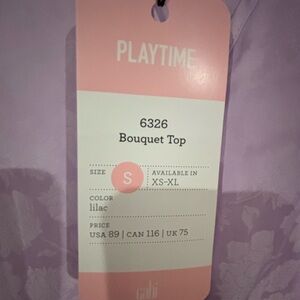 PLAYTIME
6326
Bouquet Top
SIZE
S
AVAILABLE IN
XS-XL
COLOR
lilac
PRICE
USA 89 | CAN 116 | UK 75